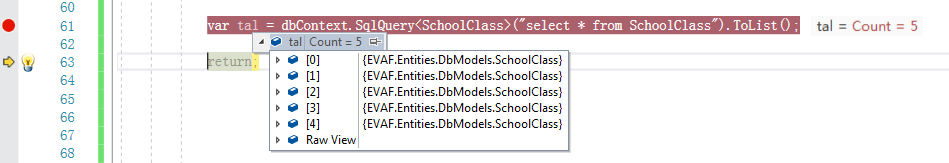 60
61 var tal = dbContext.SqlQuery<SchoolClass>("select * from SchoolClass").ToList(); tal = Count = 5
62 tal Count = 5
63 return;
[0] {EVAF.Entities.DbModels.SchoolClass}
64 [1] {EVAF.Entities.DbModels.SchoolClass}
65 [2] {EVAF.Entities.DbModels.SchoolClass}
66 [3] {EVAF.Entities.DbModels.SchoolClass}
[4] {EVAF.Entities.DbModels.SchoolClass}
67 Raw View
68